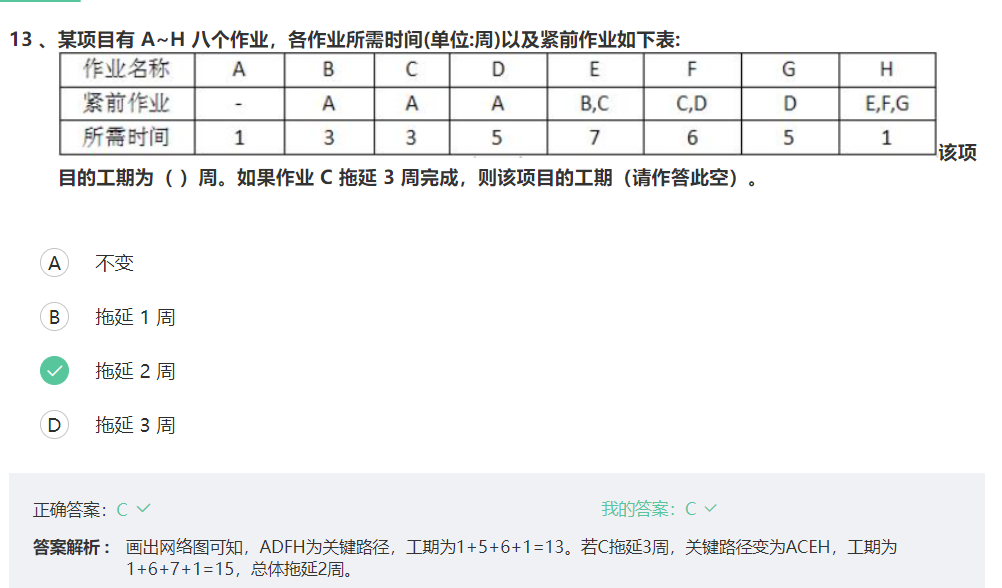 13 、某项目有 A~H 八个作业，各作业所需时间(单位:周)以及紧前作业如下表:
作业名称 A B C D E F G H
紧前作业 - A A A B,C C,D D E,F,G
所需时间 1 3 3 5 7 6 5 1
该项
目的工期为（ ）周。如果作业 C 拖延 3 周完成，则该项目的工期（请作答此空）。
A 不变
B 拖延 1 周
拖延 2 周
D 拖延 3 周
正确答案：C 我的答案：C
答案解析： 画出网络图可知，ADFH为关键路径，工期为1+5+6+1=13。若C拖延3周，关键路径变为ACEH，工期为
1+6+7+1=15，总体拖延2周。